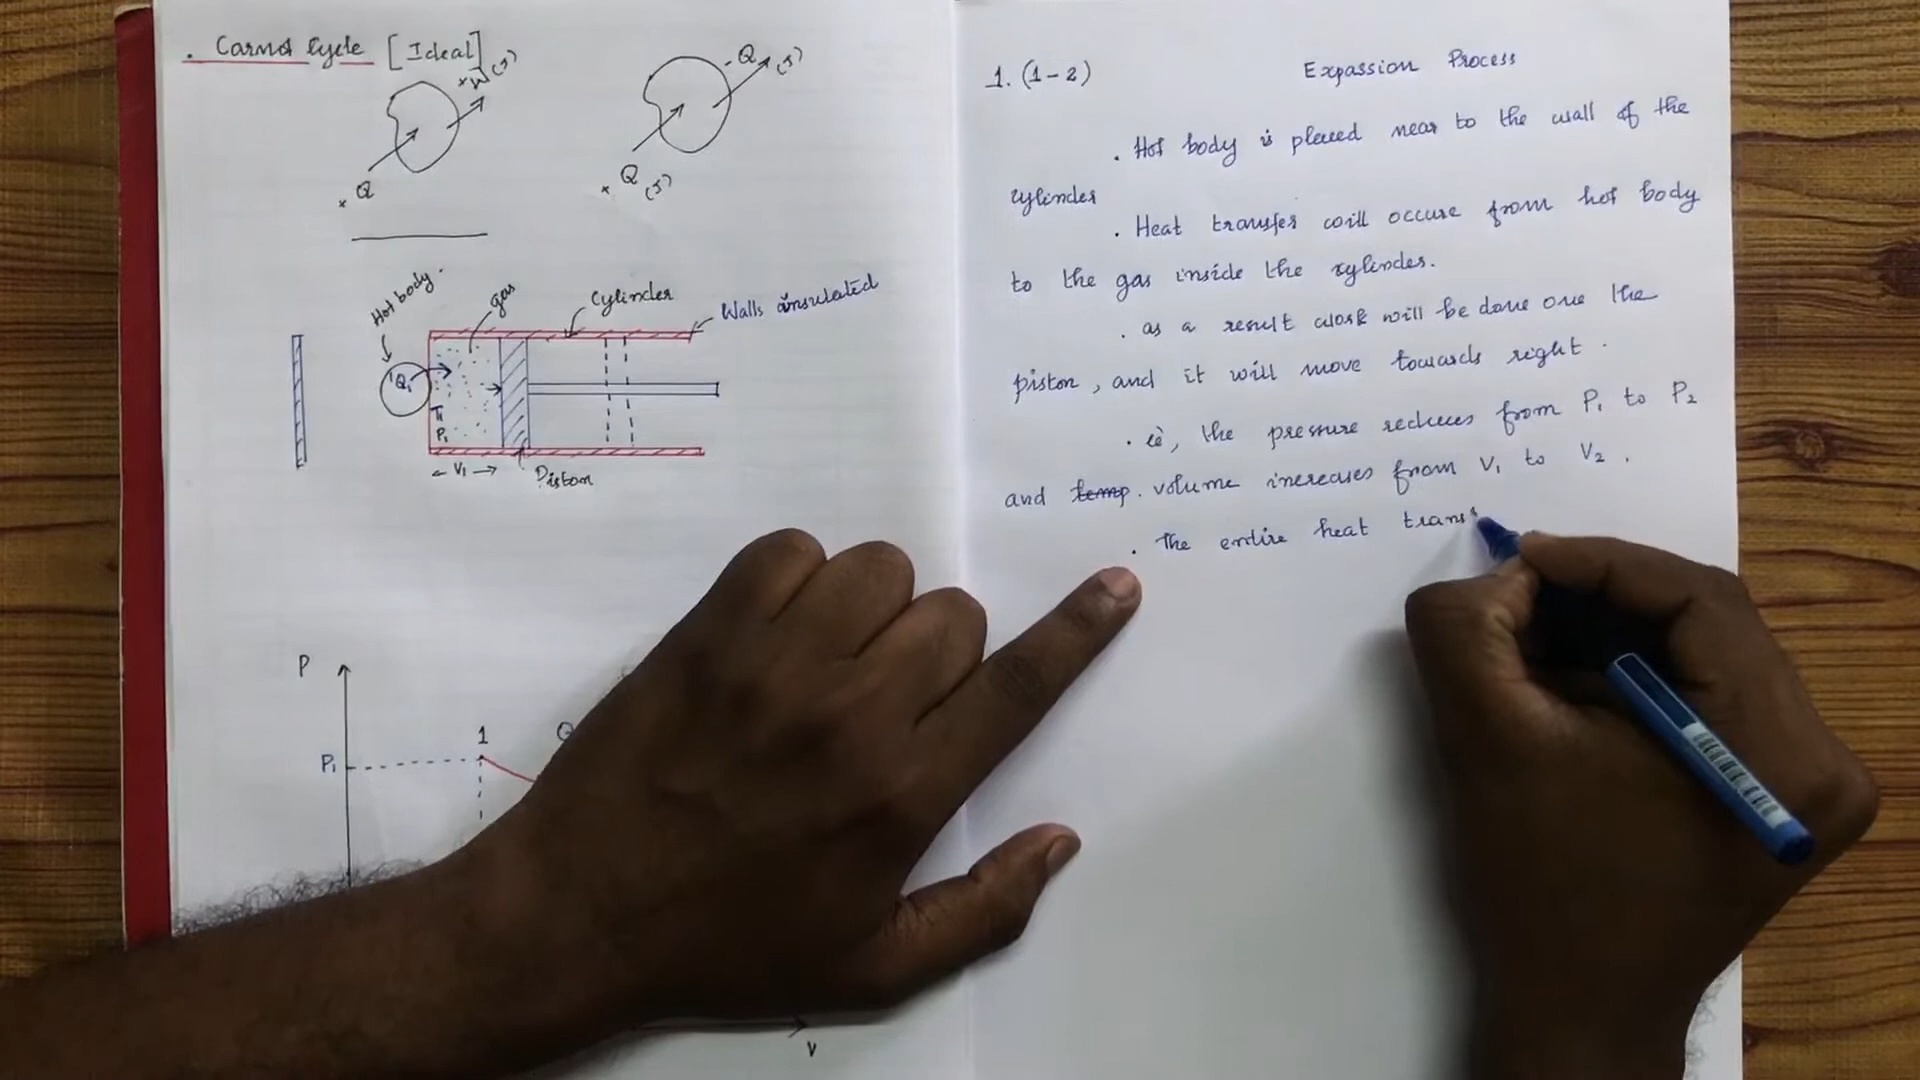 . Carnot Cycle [Ideal]
+W (J)
+ Q
- Q (J)
+ Q (J)
Hot body.
gas
Cylinder
Walls insulated
Q1
T1
P1
← V1 →
Piston
P
P1
1
Q
V
1. (1-2)
Expassion Process
. Hot body is placed near to the wall of the
cylinder
. Heat transfer will occure from hot body
to the gas inside the cylinder.
. as a result work will be done one the
piston, and it will move towards right.
. ie, the pressure reduces from P1 to P2
and temp. volume increases from V1 to V2.
. The entire heat trans